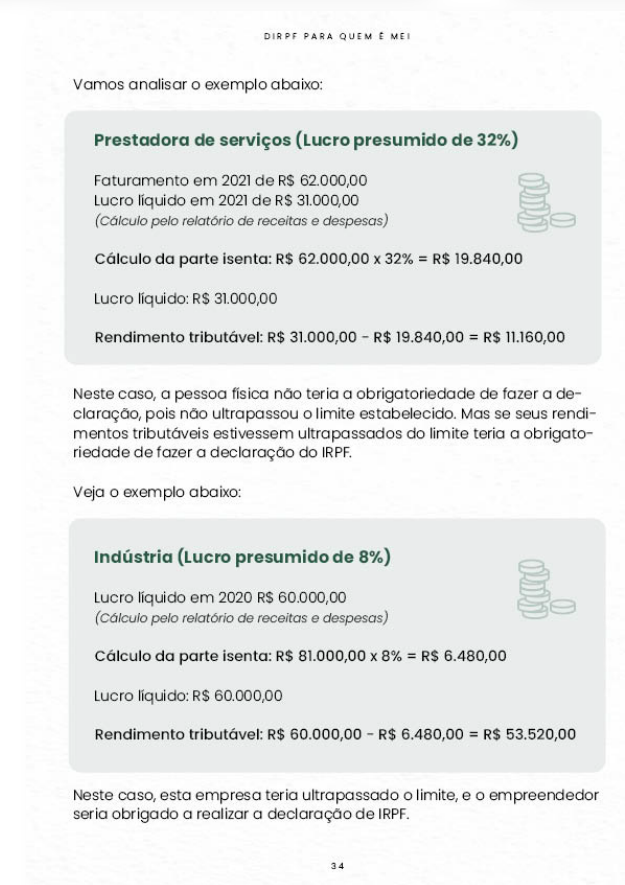 DIRPF PARA QUEM É MEI
Vamos analisar o exemplo abaixo:
Prestadora de serviços (Lucro presumido de 32%)
Faturamento em 2021 de R$ 62.000,00
Lucro líquido em 2021 de R$ 31.000,00
(Cálculo pelo relatório de receitas e despesas)
Cálculo da parte isenta: R$ 62.000,00 x 32% = R$ 19.840,00
Lucro líquido: R$ 31.000,00
Rendimento tributável: R$ 31.000,00 - R$ 19.840,00 = R$ 11.160,00
Neste caso, a pessoa física não teria a obrigatoriedade de fazer a de-
claração, pois não ultrapassou o limite estabelecido. Mas se seus rendi-
mentos tributáveis estivessem ultrapassados do limite teria a obrigato-
riedade de fazer a declaração do IRPF.
Veja o exemplo abaixo:
Indústria (Lucro presumido de 8%)
Lucro líquido em 2020 R$ 60.000,00
(Cálculo pelo relatório de receitas e despesas)
Cálculo da parte isenta: R$ 81.000,00 x 8% = R$ 6.480,00
Lucro líquido: R$ 60.000,00
Rendimento tributável: R$ 60.000,00 - R$ 6.480,00 = R$ 53.520,00
Neste caso, esta empresa teria ultrapassado o limite, e o empreendedor
seria obrigado a realizar a declaração de IRPF.
34